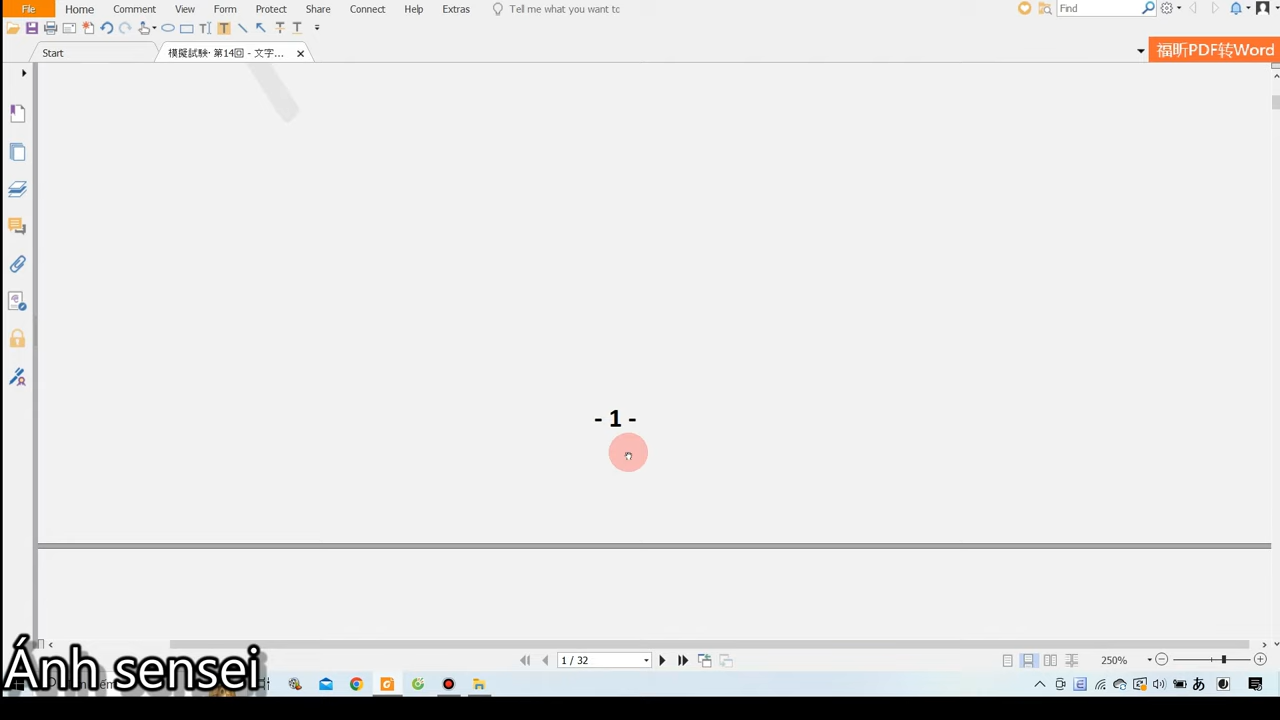 File Home Comment View Form Protect Share Connect Help Extras Tell me what you want to Find
Start 模擬試験· 第14回 - 文字... 福昕PDF转Word
- 1 -
1 / 32 250%
Ánh sensei
あ